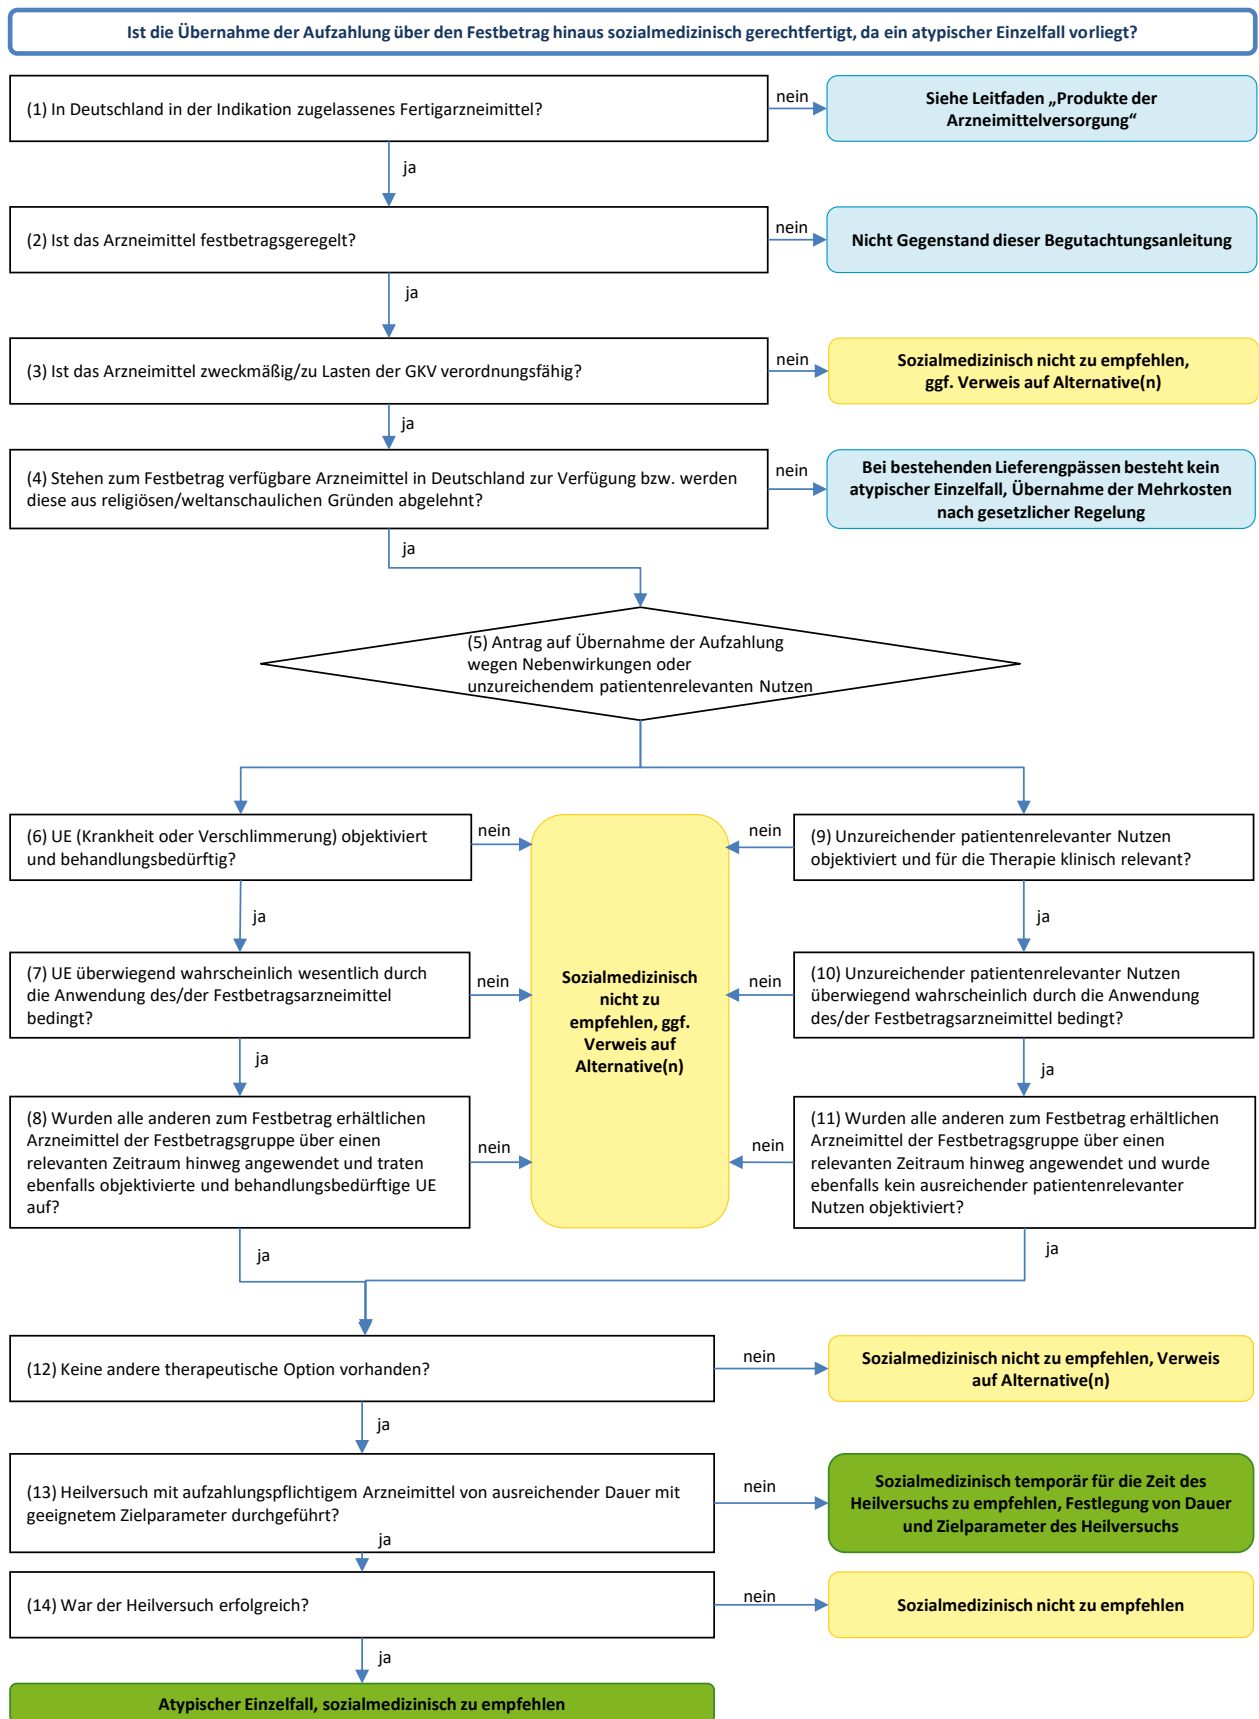 Ist die Übernahme der Aufzahlung über den Festbetrag hinaus sozialmedizinisch gerechtfertigt, da ein atypischer Einzelfall vorliegt?
(1) In Deutschland in der Indikation zugelassenes Fertigarzneimittel?
nein
Siehe Leitfaden „Produkte der
Arzneimittelversorgung“
ja
(2) Ist das Arzneimittel festbetragsgeregelt?
nein
Nicht Gegenstand dieser Begutachtungsanleitung
ja
(3) Ist das Arzneimittel zweckmäßig/zu Lasten der GKV verordnungsfähig?
nein
Sozialmedizinisch nicht zu empfehlen,
ggf. Verweis auf Alternative(n)
ja
(4) Stehen zum Festbetrag verfügbare Arzneimittel in Deutschland zur Verfügung bzw. werden
diese aus religiösen/weltanschaulichen Gründen abgelehnt?
nein
Bei bestehenden Lieferengpässen besteht kein
atypischer Einzelfall, Übernahme der Mehrkosten
nach gesetzlicher Regelung
ja
(5) Antrag auf Übernahme der Aufzahlung
wegen Nebenwirkungen oder
unzureichendem patientenrelevanten Nutzen
(6) UE (Krankheit oder Verschlimmerung) objektiviert
und behandlungsbedürftig?
nein
nein
(9) Unzureichender patientenrelevanter Nutzen
objektiviert und für die Therapie klinisch relevant?
ja
ja
(7) UE überwiegend wahrscheinlich wesentlich durch
die Anwendung des/der Festbetragsarzneimittel
bedingt?
nein
Sozialmedizinisch
nicht zu
empfehlen, ggf.
Verweis auf
Alternative(n)
nein
(10) Unzureichender patientenrelevanter Nutzen
überwiegend wahrscheinlich durch die Anwendung
des/der Festbetragsarzneimittel bedingt?
ja
ja
(8) Wurden alle anderen zum Festbetrag erhältlichen
Arzneimittel der Festbetragsgruppe über einen
relevanten Zeitraum hinweg angewendet und traten
ebenfalls objektivierte und behandlungsbedürftige UE
auf?
nein
nein
(11) Wurden alle anderen zum Festbetrag erhältlichen
Arzneimittel der Festbetragsgruppe über einen
relevanten Zeitraum hinweg angewendet und wurde
ebenfalls kein ausreichender patientenrelevanter
Nutzen objektiviert?
ja
ja
(12) Keine andere therapeutische Option vorhanden?
nein
Sozialmedizinisch nicht zu empfehlen, Verweis
auf Alternative(n)
ja
(13) Heilversuch mit aufzahlungspflichtigem Arzneimittel von ausreichender Dauer mit
geeignetem Zielparameter durchgeführt?
nein
Sozialmedizinisch temporär für die Zeit des
Heilversuchs zu empfehlen, Festlegung von Dauer
und Zielparameter des Heilversuchs
ja
(14) War der Heilversuch erfolgreich?
nein
Sozialmedizinisch nicht zu empfehlen
ja
Atypischer Einzelfall, sozialmedizinisch zu empfehlen